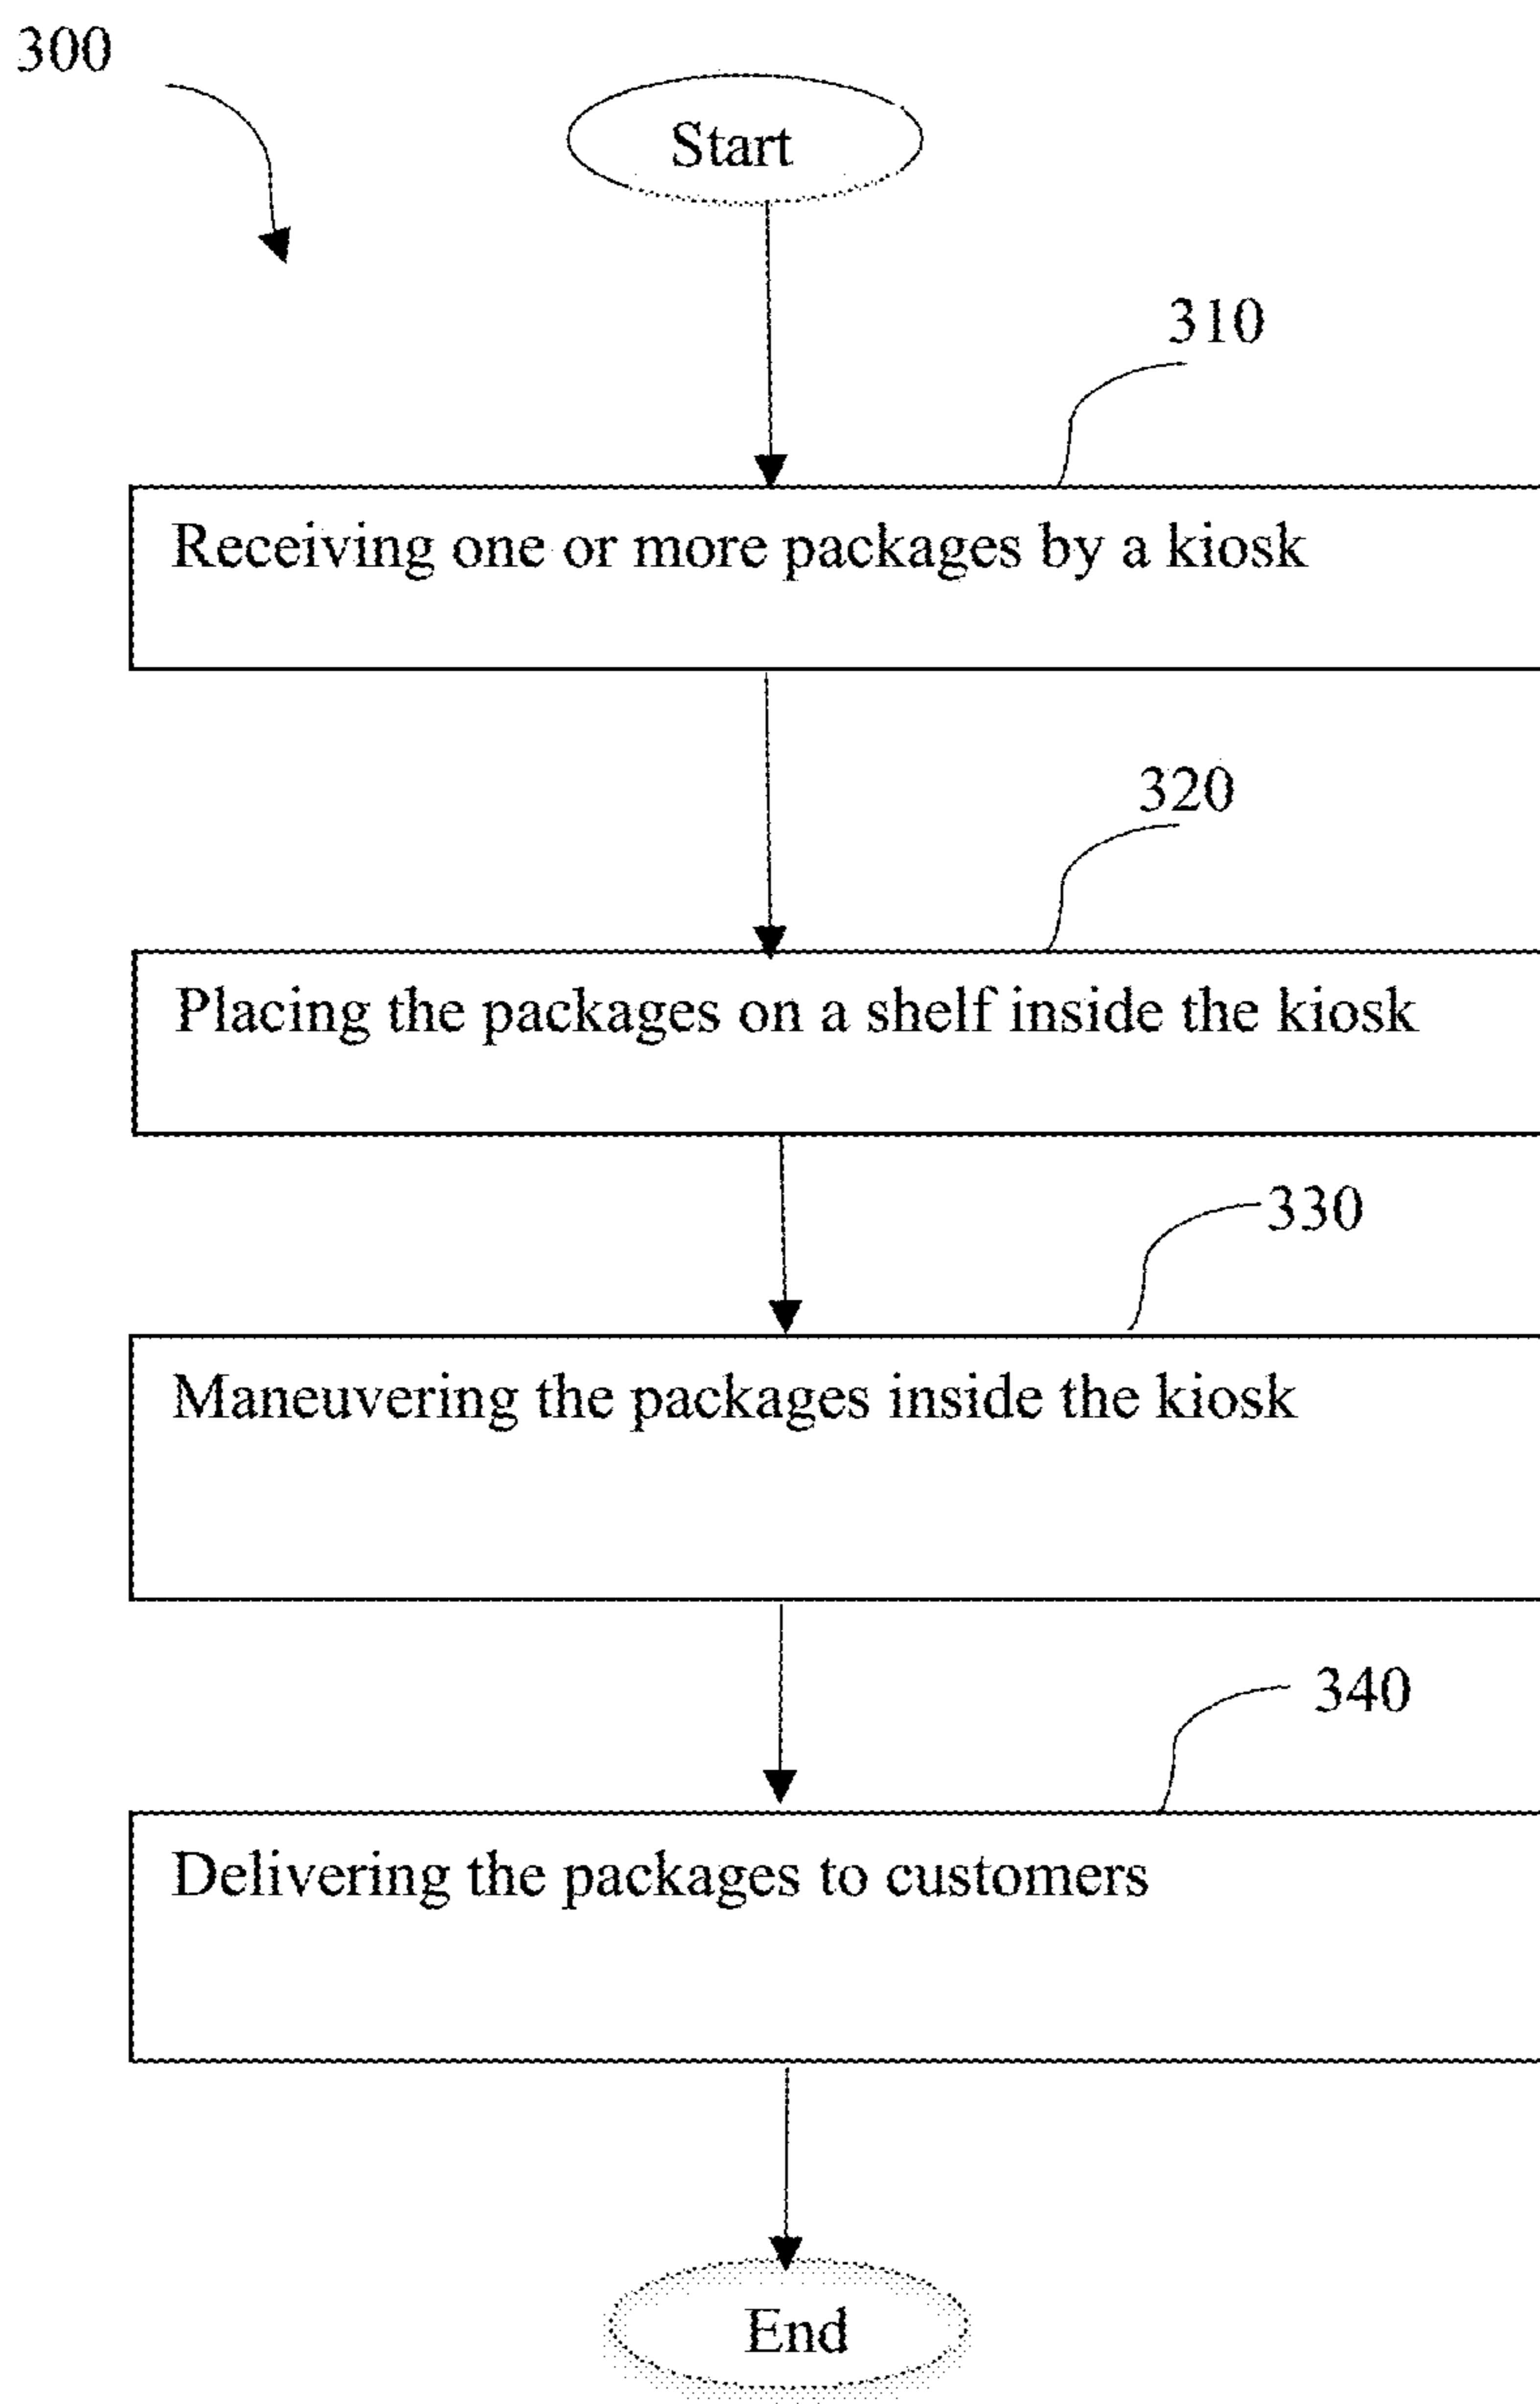 300
Start
310
Receiving one or more packages by a kiosk
320
Placing the packages on a shelf inside the kiosk
330
Maneuvering the packages inside the kiosk
340
Delivering the packages to customers
End